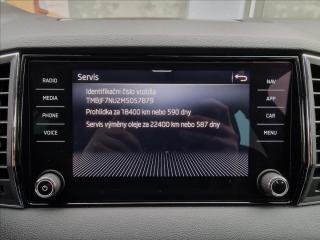 Servis
RADIO
MEDIA
PHONE
VOICE
Identifikační číslo vozidla
TMBJF7NU2M5057879
Prohlídka za 18400 km nebo 590 dny
Servis výměny oleje za 22400 km nebo 587 dny
NAV
APP
CAR
MENU